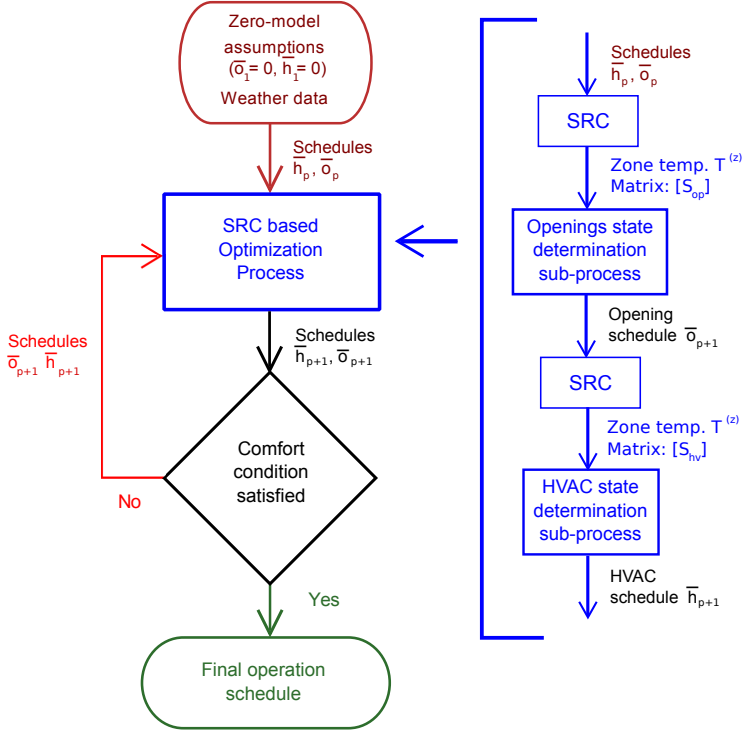 Zero-model
assumptions
(o̅₁= 0, h̅₁= 0)
Weather data
Schedules
h̅ₚ, o̅ₚ
SRC based
Optimization
Process
Schedules
o̅ₚ₊₁ h̅ₚ₊₁
Schedules
h̅ₚ₊₁, o̅ₚ₊₁
Comfort
condition
satisfied
No
Yes
Final operation
schedule
Schedules
h̅ₚ, o̅ₚ
SRC
Zone temp. T⁽ᶻ⁾
Matrix: [S_op]
Openings state
determination
sub-process
Opening
schedule o̅ₚ₊₁
SRC
Zone temp. T⁽ᶻ⁾
Matrix: [S_hv]
HVAC state
determination
sub-process
HVAC
schedule h̅ₚ₊₁